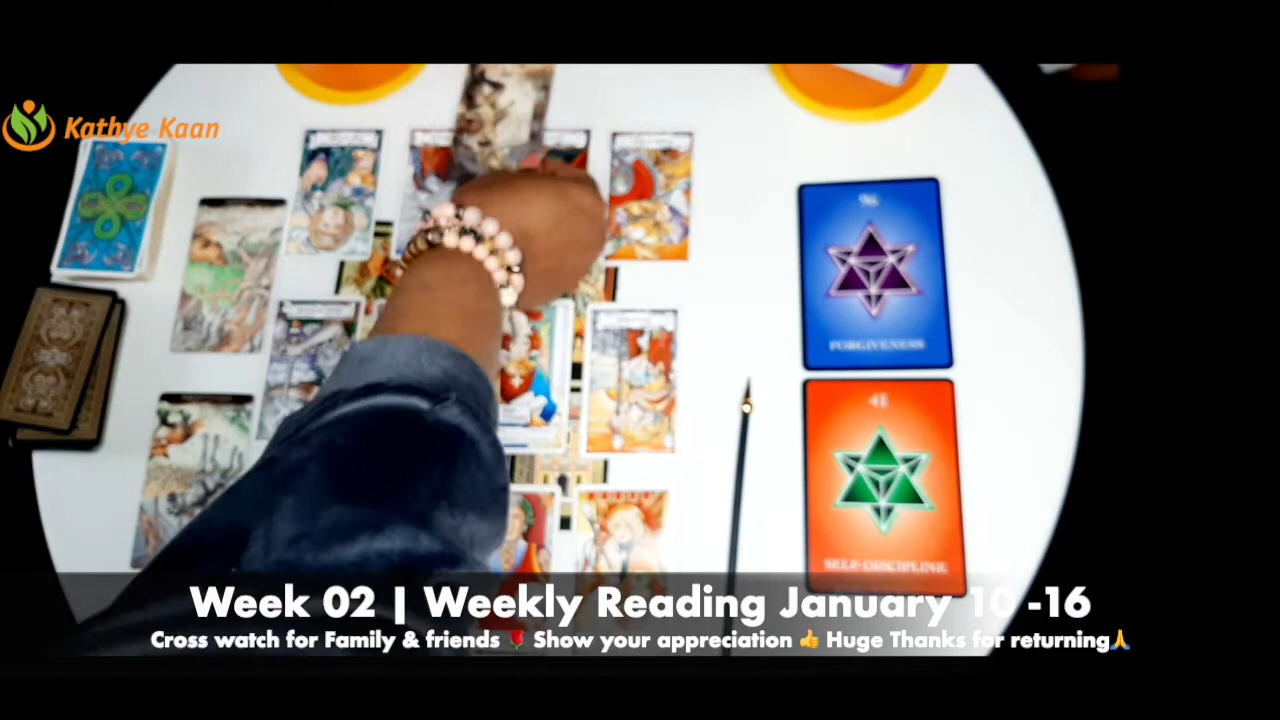 Kathye Kaan
96
FORGIVENESS
41
SELF-DISCIPLINE
Week 02 | Weekly Reading January 10 -16
Cross watch for Family & friends 🌹 Show your appreciation 👍 Huge Thanks for returning🙏